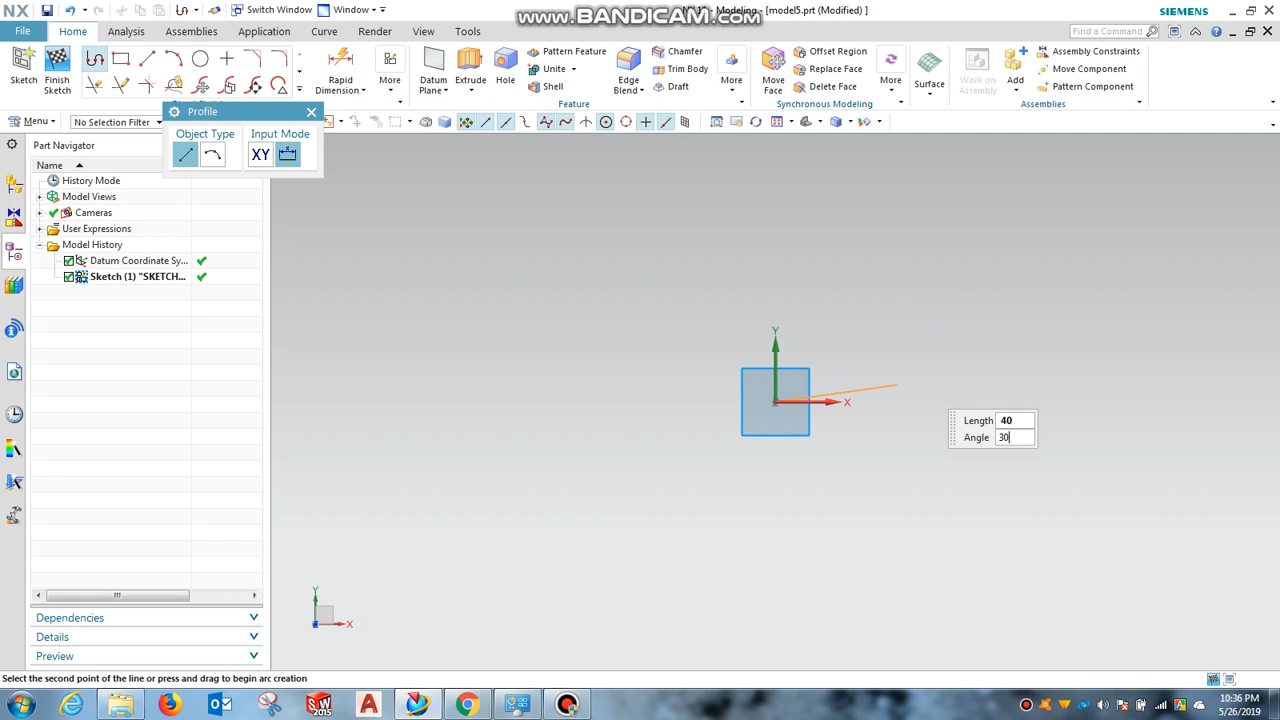 NX
Switch Window
Window
www.BANDICAM.com
Modeling - [model5.prt (Modified) ]
SIEMENS
File
Home
Analysis
Assemblies
Application
Curve
Render
View
Tools
Find a Command
Sketch
Finish Sketch
Rapid Dimension
More
Datum Plane
Extrude
Hole
Pattern Feature
Unite
Shell
Edge Blend
Chamfer
Trim Body
Draft
More
Move Face
Offset Region
Replace Face
Delete Face
More
Surface
Work on Assembly
Add
Assembly Constraints
Move Component
Pattern Component
Feature
Synchronous Modeling
Assemblies
Menu
No Selection Filter
Profile
Object Type
Input Mode
XY
Part Navigator
Name
History Mode
Model Views
Cameras
User Expressions
Model History
Datum Coordinate Sy...
Sketch (1) "SKETCH...
Y
X
Length 40
Angle 30
Y
X
Dependencies
Details
Preview
Select the second point of the line or press and drag to begin arc creation
10:36 PM
5/26/2019